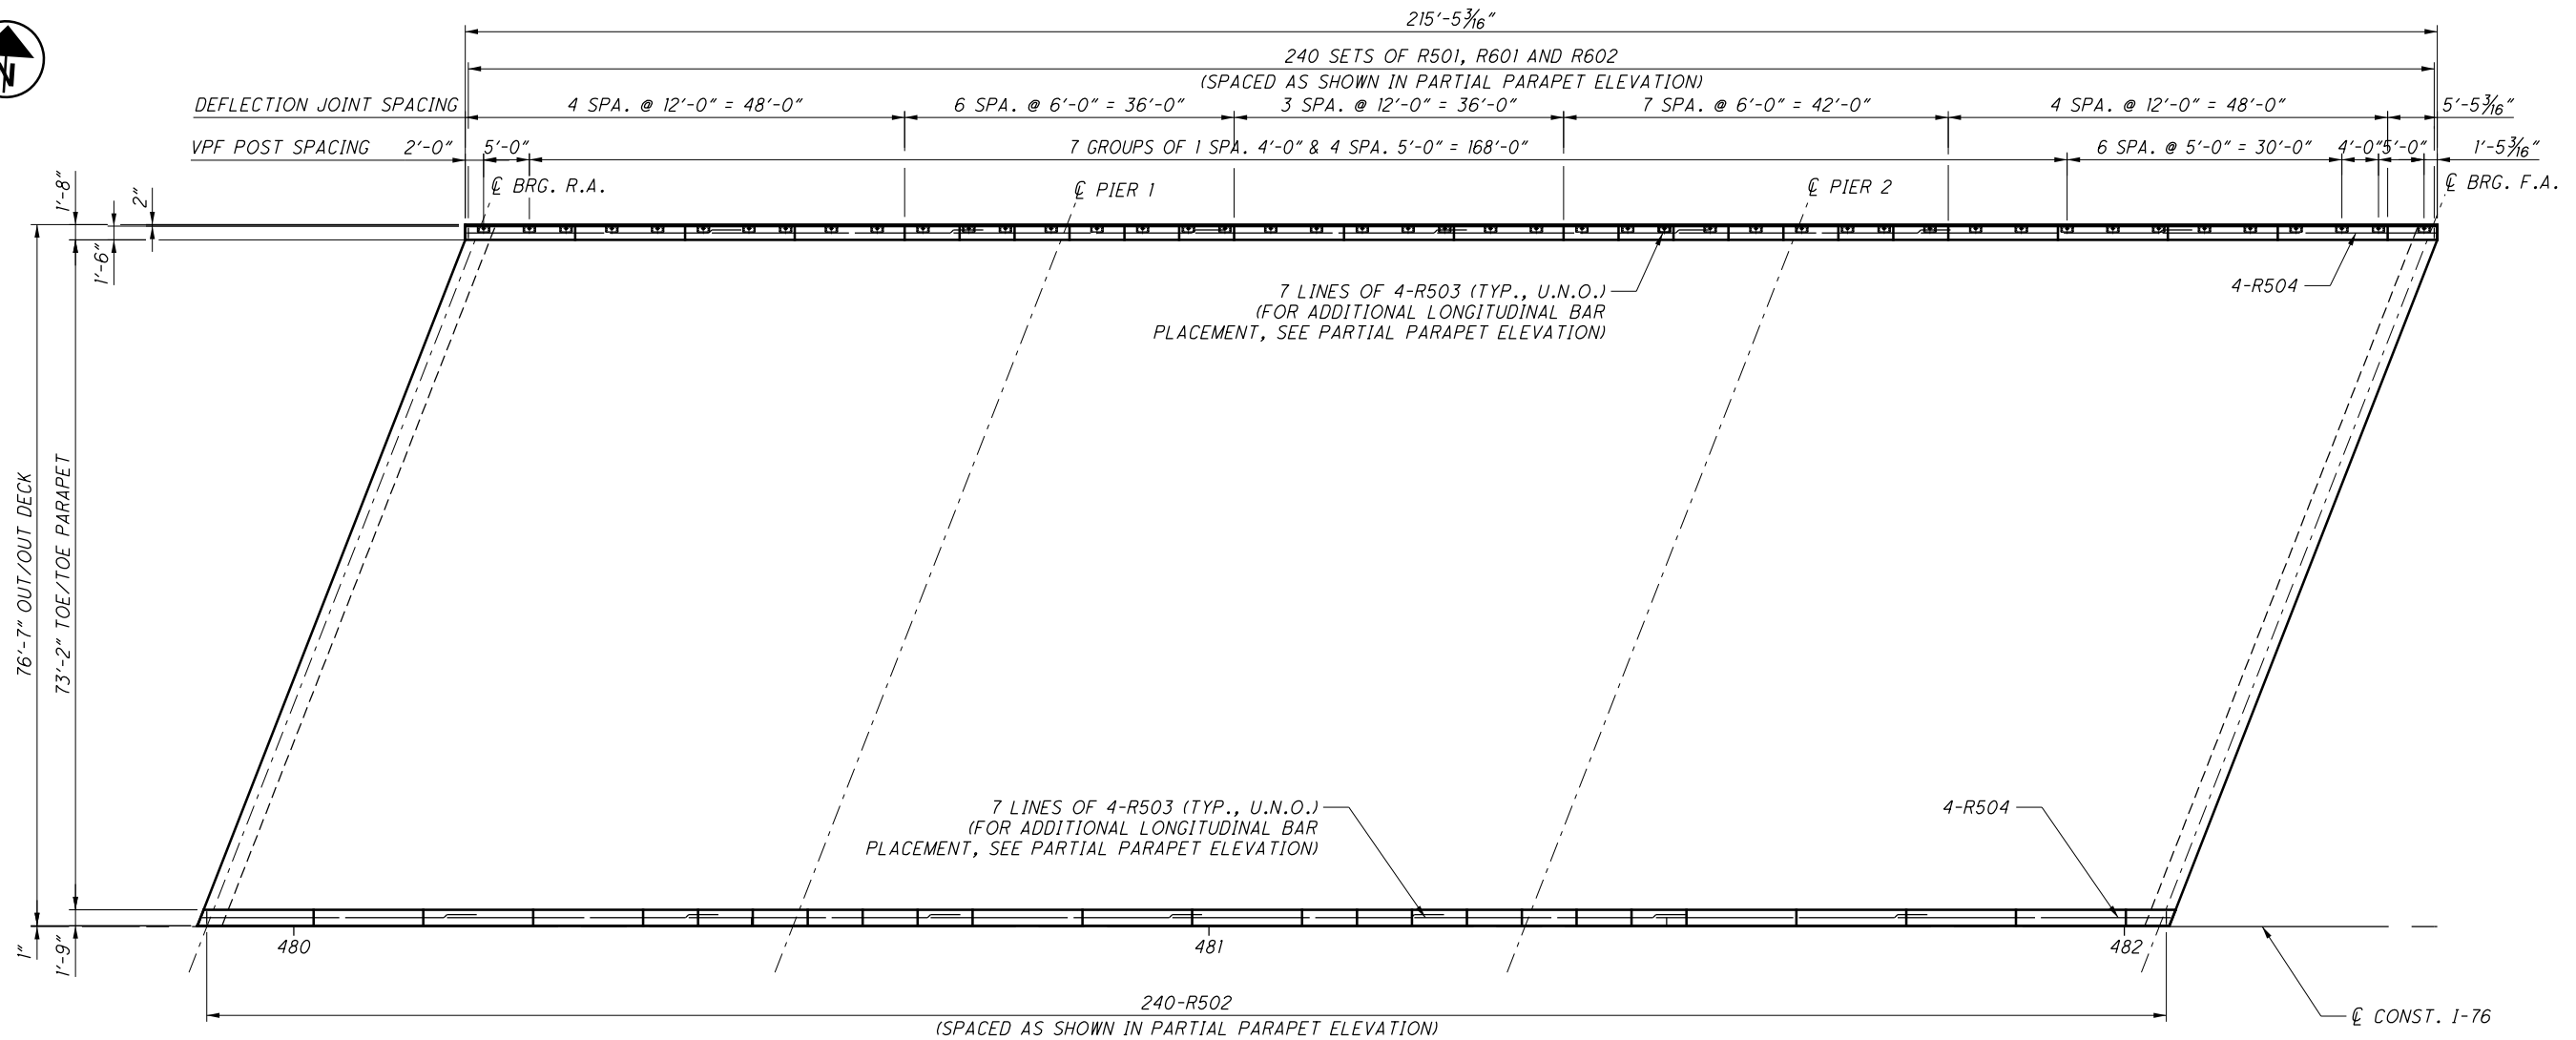 215'-5 3/16"
N
240 SETS OF R501, R601 AND R602
(SPACED AS SHOWN IN PARTIAL PARAPET ELEVATION)
DEFLECTION JOINT SPACING 4 SPA. @ 12'-0" = 48'-0" 6 SPA. @ 6'-0" = 36'-0" 3 SPA. @ 12'-0" = 36'-0" 7 SPA. @ 6'-0" = 42'-0" 4 SPA. @ 12'-0" = 48'-0" 5'-5 3/16"
VPF POST SPACING 2'-0" 5'-0" 7 GROUPS OF 1 SPA. 4'-0" & 4 SPA. 5'-0" = 168'-0" 6 SPA. @ 5'-0" = 30'-0" 4'-0" 5'-0" 1'-5 3/16"
1'-8"
2"
1'-6"
℄ BRG. R.A.
℄ PIER 1
℄ PIER 2
℄ BRG. F.A.
7 LINES OF 4-R503 (TYP., U.N.O.)
(FOR ADDITIONAL LONGITUDINAL BAR
PLACEMENT, SEE PARTIAL PARAPET ELEVATION)
4-R504
76'-7" OUT/OUT DECK
73'-2" TOE/TOE PARAPET
7 LINES OF 4-R503 (TYP., U.N.O.)
(FOR ADDITIONAL LONGITUDINAL BAR
PLACEMENT, SEE PARTIAL PARAPET ELEVATION)
4-R504
1"
1'-9"
480
481
482
240-R502
(SPACED AS SHOWN IN PARTIAL PARAPET ELEVATION)
℄ CONST. I-76